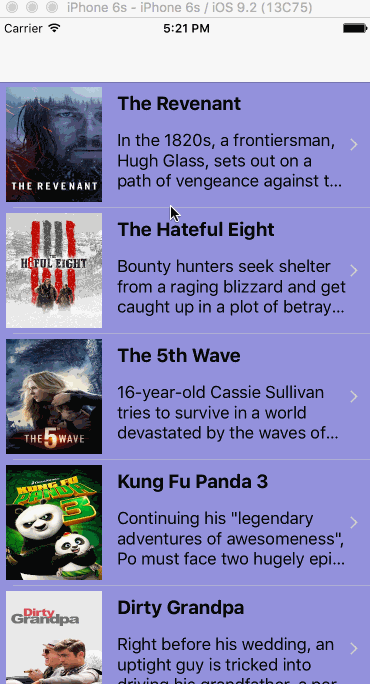 iPhone 6s - iPhone 6s / iOS 9.2 (13C75)
Carrier 5:21 PM
The Revenant
In the 1820s, a frontiersman,
Hugh Glass, sets out on a
path of vengeance against t...
THE REVENANT
The Hateful Eight
Bounty hunters seek shelter
from a raging blizzard and get
caught up in a plot of betray...
H8FUL EIGHT
The 5th Wave
16-year-old Cassie Sullivan
tries to survive in a world
devastated by the waves of...
THE 5TH WAVE
Kung Fu Panda 3
Continuing his "legendary
adventures of awesomeness",
Po must face two hugely epi...
KUNG FU
PANDA
3
Dirty Grandpa
Right before his wedding, an
uptight guy is tricked into
driving his grandfather, a per
Dirty
Grandpa